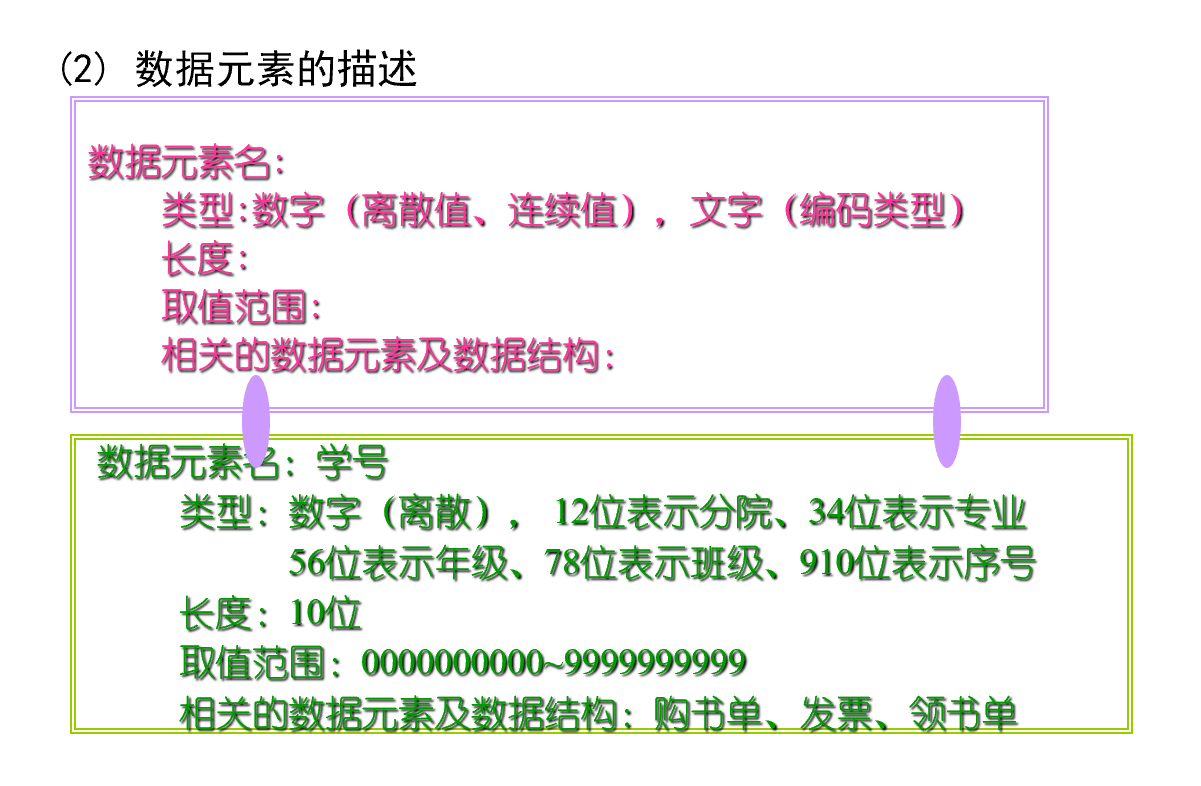 (2) 数据元素的描述
数据元素名：
类型:数字（离散值、连续值），文字（编码类型）
长度：
取值范围：
相关的数据元素及数据结构：
数据元素名：学号
类型：数字（离散）， 12位表示分院、34位表示专业
56位表示年级、78位表示班级、910位表示序号
长度：10位
取值范围：0000000000~9999999999
相关的数据元素及数据结构：购书单、发票、领书单